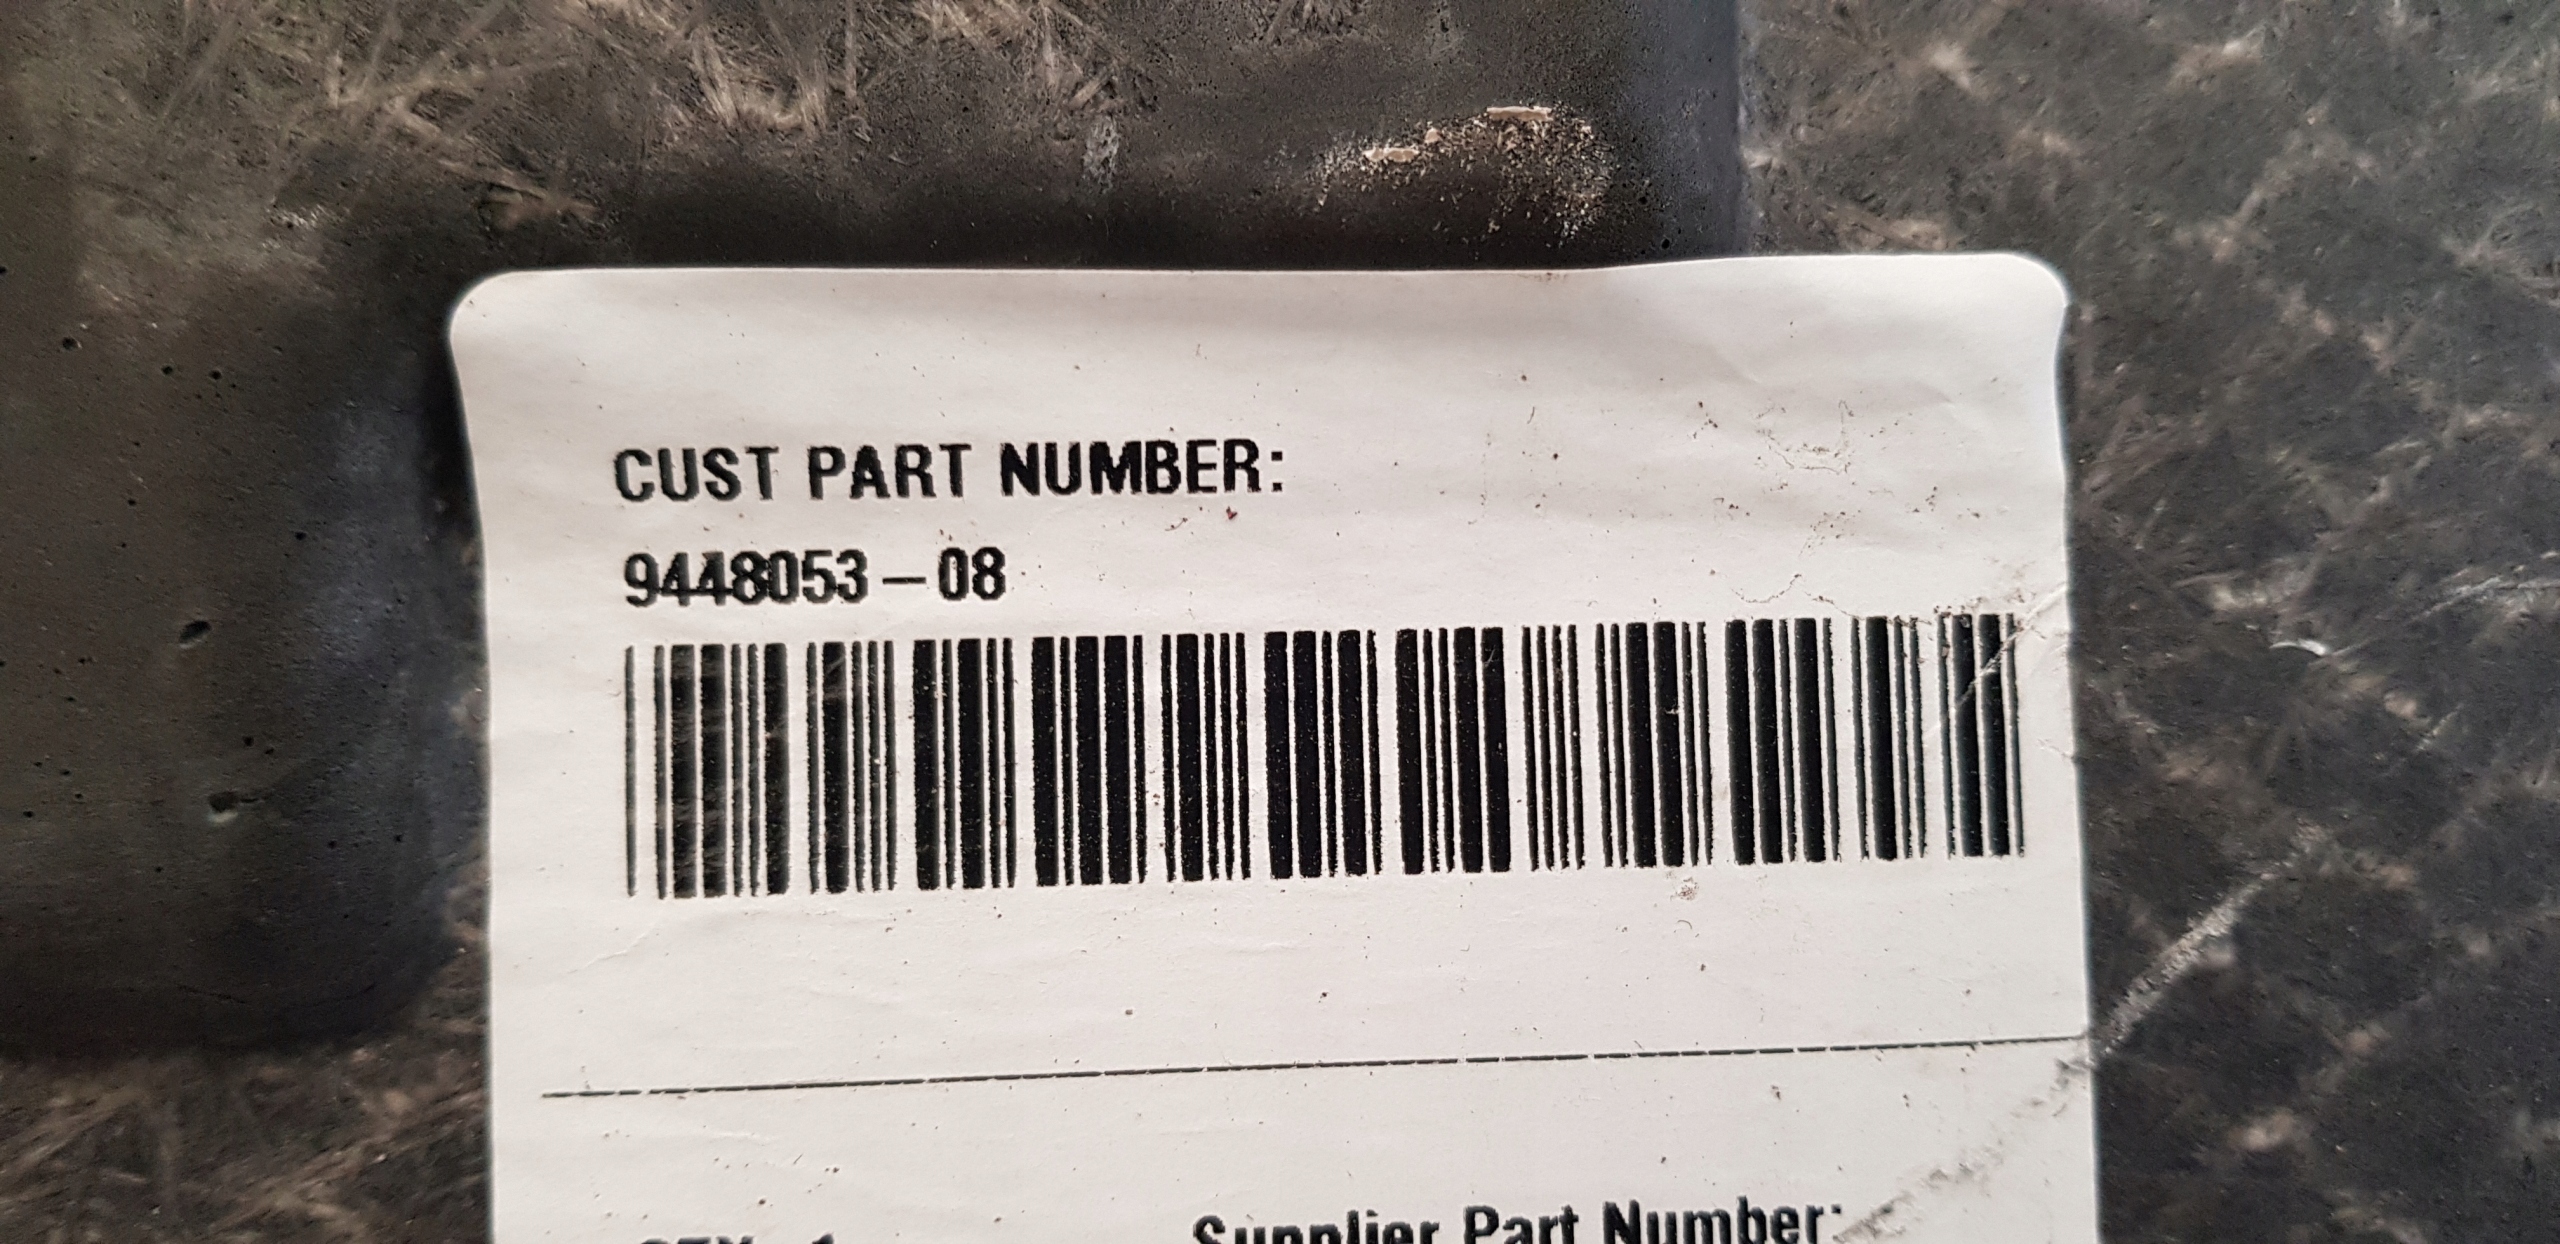 CUST PART NUMBER:
9448053-08
Supplier Part Number: